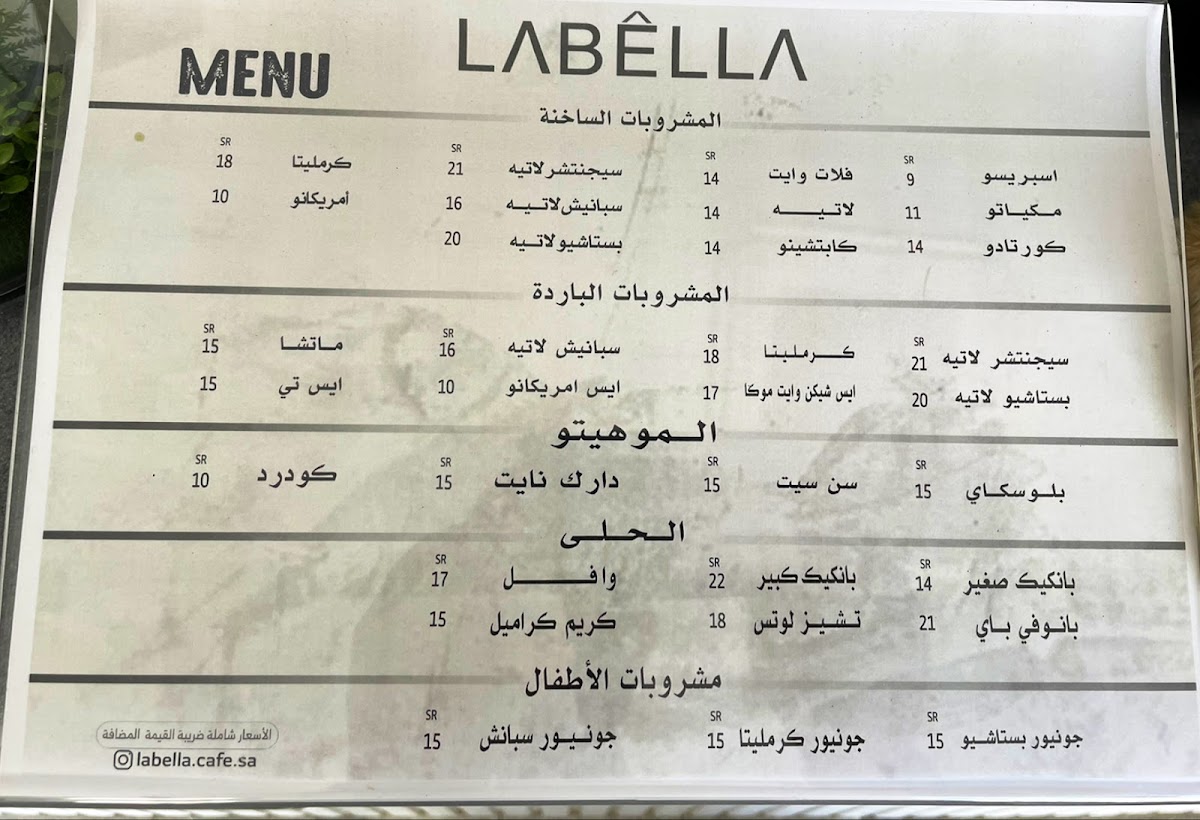 LABÊLLA
MENU
المشروبات الساخنة
SR SR SR SR
اسبريسو 9 فلات وايت 14 سيجنتشر لاتيه 21 كرمليتا 18
مكياتو 11 لاتيه 14 سبانيش لاتيه 16 أمريكانو 10
كورتادو 14 كابتشينو 14 بستاشيو لاتيه 20
المشروبات الباردة
SR SR SR SR
سيجنتشر لاتيه 21 كرمليتا 18 سبانيش لاتيه 16 ماتشا 15
بستاشيو لاتيه 20 ايس شيكن وايت موكا 17 ايس امريكانو 10 ايس تي 15
الموهيتو
SR SR SR SR
بلوسكاي 15 سن سيت 15 دارك نايت 15 كودرد 10
الحلى
SR SR SR
بانكيك صغير 14 بانكيك كبير 22 وافل 17
بانوفي باي 21 تشيز لوتس 18 كريم كراميل 15
مشروبات الأطفال
SR SR SR
جونيور بستاشيو 15 جونيور كرمليتا 15 جونيور سبانش 15
الأسعار شاملة ضريبة القيمة المضافة
labella.cafe.sa